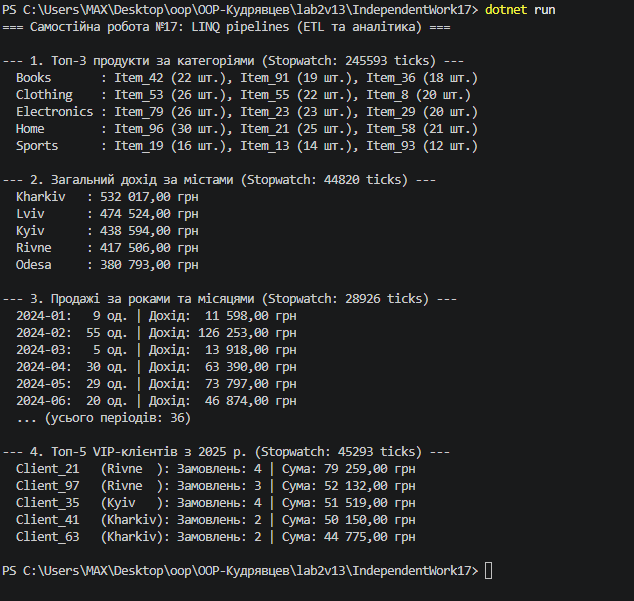 PS C:\Users\MAX\Desktop\oop\OOP-Кудрявцев\lab2v13\IndependentWork17> dotnet run
=== Самостійна робота №17: LINQ pipelines (ETL та аналітика) ===
--- 1. Топ-3 продукти за категоріями (Stopwatch: 245593 ticks) ---
Books      : Item_42 (22 шт.), Item_91 (19 шт.), Item_36 (18 шт.)
Clothing   : Item_53 (26 шт.), Item_55 (22 шт.), Item_8 (20 шт.)
Electronics : Item_79 (26 шт.), Item_23 (23 шт.), Item_29 (20 шт.)
Home       : Item_96 (30 шт.), Item_21 (25 шт.), Item_58 (21 шт.)
Sports     : Item_19 (16 шт.), Item_13 (14 шт.), Item_93 (12 шт.)
--- 2. Загальний дохід за містами (Stopwatch: 44820 ticks) ---
Kharkiv   : 532 017,00 грн
Lviv      : 474 524,00 грн
Kyiv      : 438 594,00 грн
Rivne     : 417 506,00 грн
Odesa     : 380 793,00 грн
--- 3. Продажі за роками та місяцями (Stopwatch: 28926 ticks) ---
2024-01:   9 од. | Дохід:  11 598,00 грн
2024-02:  55 од. | Дохід: 126 253,00 грн
2024-03:   5 од. | Дохід:  13 918,00 грн
2024-04:  30 од. | Дохід:  63 390,00 грн
2024-05:  29 од. | Дохід:  73 797,00 грн
2024-06:  20 од. | Дохід:  46 874,00 грн
... (усього періодів: 36)
--- 4. Топ-5 VIP-клієнтів з 2025 р. (Stopwatch: 45293 ticks) ---
Client_21  (Rivne  ): Замовлень: 4 | Сума: 79 259,00 грн
Client_97  (Rivne  ): Замовлень: 3 | Сума: 52 132,00 грн
Client_35  (Kyiv   ): Замовлень: 4 | Сума: 51 519,00 грн
Client_41  (Kharkiv): Замовлень: 2 | Сума: 50 150,00 грн
Client_63  (Kharkiv): Замовлень: 2 | Сума: 44 775,00 грн
PS C:\Users\MAX\Desktop\oop\OOP-Кудрявцев\lab2v13\IndependentWork17>